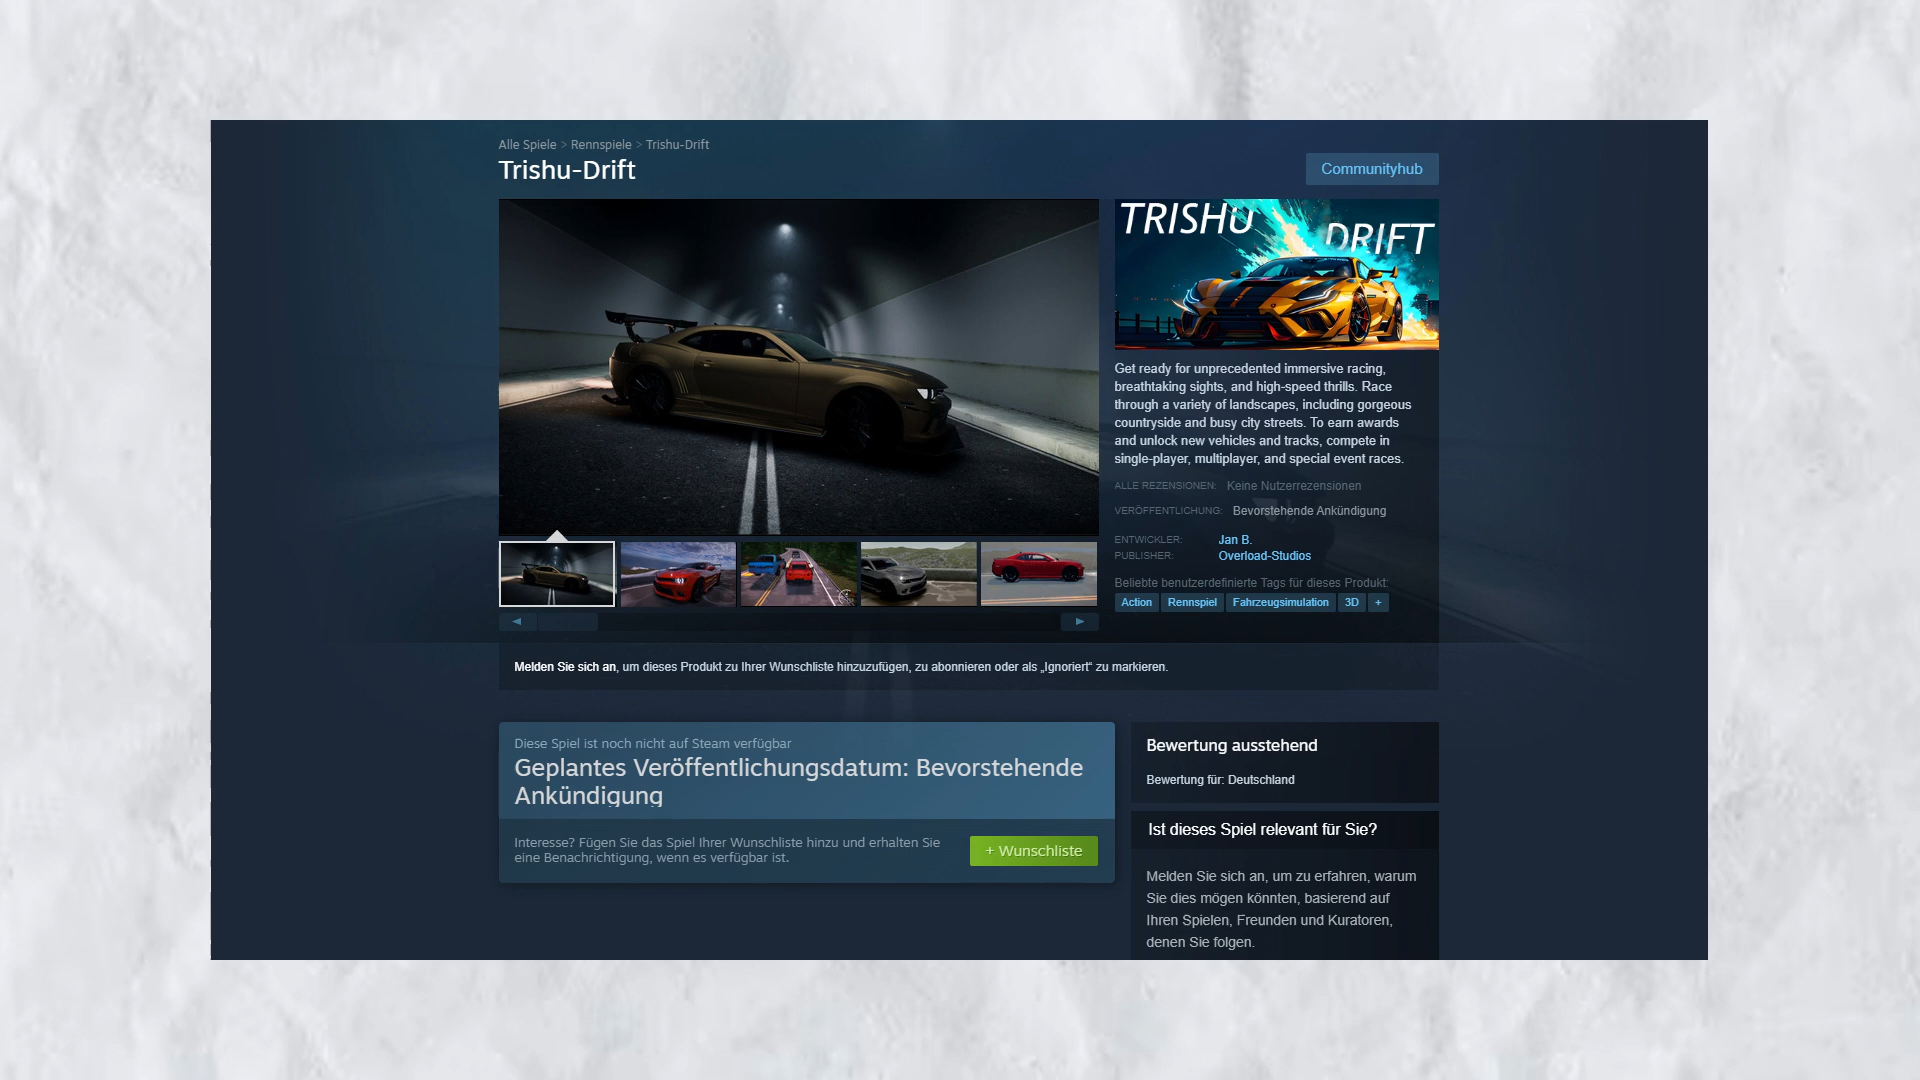 Alle Spiele > Rennspiele > Trishu-Drift
Trishu-Drift
Communityhub
TRISHU
DRIFT
Get ready for unprecedented immersive racing,
breathtaking sights, and high-speed thrills. Race
through a variety of landscapes, including gorgeous
countryside and busy city streets. To earn awards
and unlock new vehicles and tracks, compete in
single-player, multiplayer, and special event races.
ALLE REZENSIONEN: Keine Nutzerrezensionen
VERÖFFENTLICHUNG: Bevorstehende Ankündigung
ENTWICKLER: Jan B.
PUBLISHER: Overload-Studios
Beliebte benutzerdefinierte Tags für dieses Produkt:
Action Rennspiel Fahrzeugsimulation 3D +
Melden Sie sich an, um dieses Produkt zu Ihrer Wunschliste hinzuzufügen, zu abonnieren oder als „Ignoriert“ zu markieren.
Diese Spiel ist noch nicht auf Steam verfügbar
Geplantes Veröffentlichungsdatum: Bevorstehende
Ankündigung
Interesse? Fügen Sie das Spiel Ihrer Wunschliste hinzu und erhalten Sie
eine Benachrichtigung, wenn es verfügbar ist.
+ Wunschliste
Bewertung ausstehend
Bewertung für: Deutschland
Ist dieses Spiel relevant für Sie?
Melden Sie sich an, um zu erfahren, warum
Sie dies mögen könnten, basierend auf
Ihren Spielen, Freunden und Kuratoren,
denen Sie folgen.